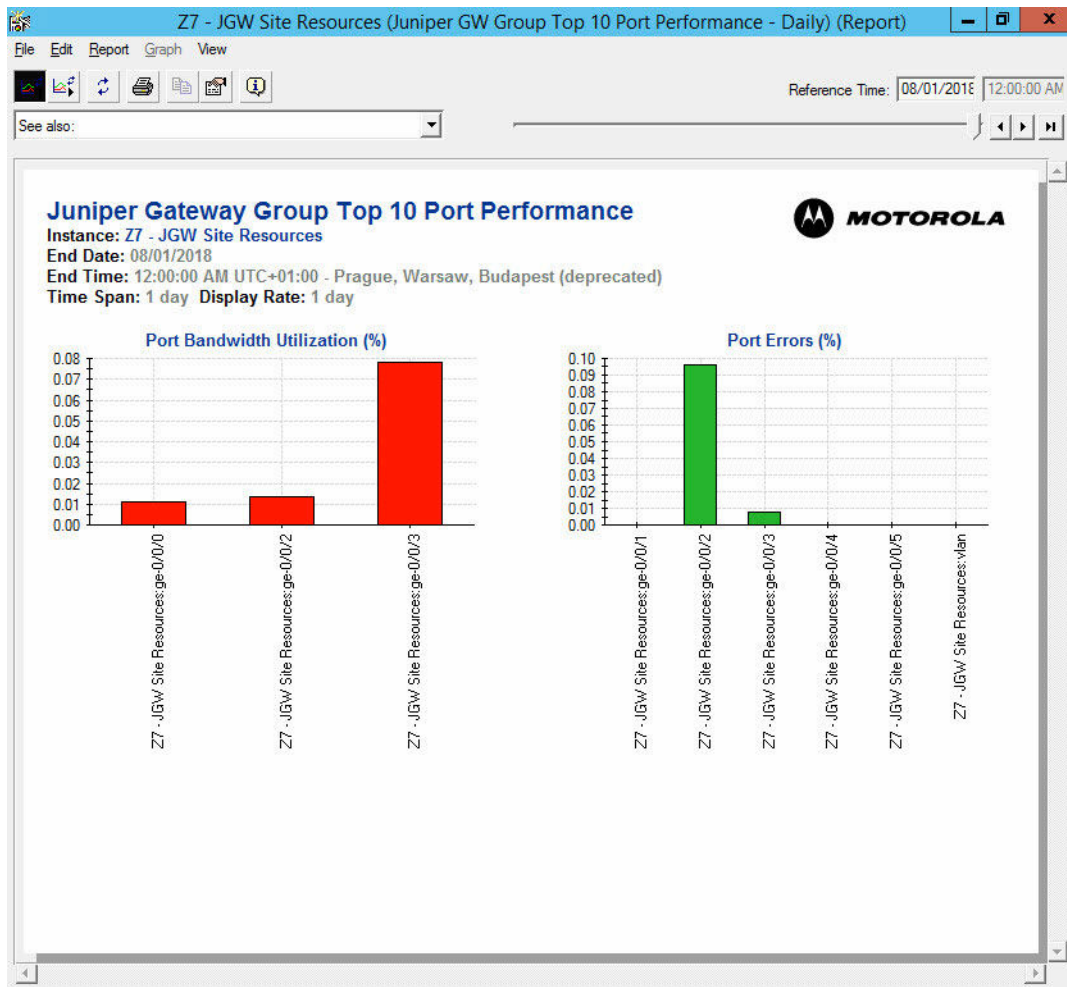 Z7 - JGW Site Resources (Juniper GW Group Top 10 Port Performance - Daily) (Report)
File Edit Report Graph View
Reference Time: 08/01/2018 12:00:00 AM
See also:
Juniper Gateway Group Top 10 Port Performance
MOTOROLA
Instance: Z7 - JGW Site Resources
End Date: 08/01/2018
End Time: 12:00:00 AM UTC+01:00 - Prague, Warsaw, Budapest (deprecated)
Time Span: 1 day Display Rate: 1 day
Port Bandwidth Utilization (%)
0.08
0.07
0.06
0.05
0.04
0.03
0.02
0.01
0.00
Z7 - JGW Site Resources:ge-0/0/0
Z7 - JGW Site Resources:ge-0/0/2
Z7 - JGW Site Resources:ge-0/0/3
Port Errors (%)
0.10
0.09
0.08
0.07
0.06
0.05
0.04
0.03
0.02
0.01
0.00
Z7 - JGW Site Resources:ge-0/0/1
Z7 - JGW Site Resources:ge-0/0/2
Z7 - JGW Site Resources:ge-0/0/3
Z7 - JGW Site Resources:ge-0/0/4
Z7 - JGW Site Resources:ge-0/0/5
Z7 - JGW Site Resources:vlan